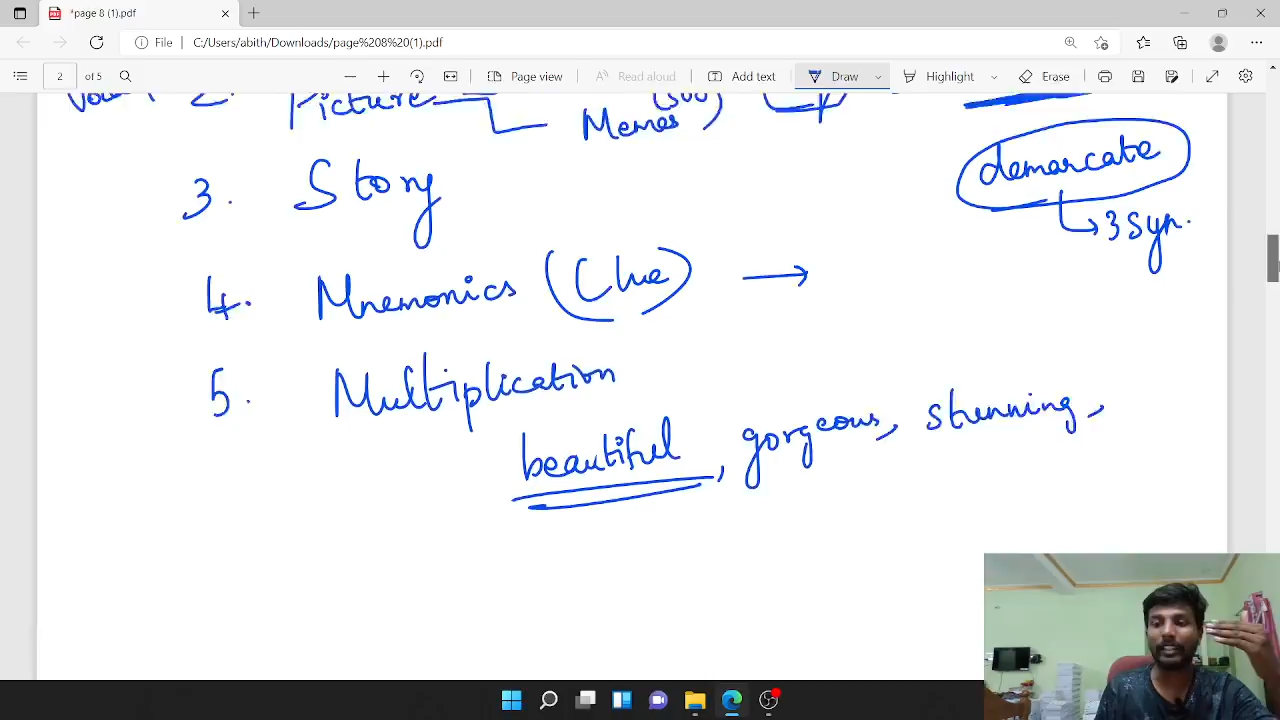 *page 8 (1).pdf
File C:/Users/abith/Downloads/page%208%20(1).pdf
2 of 5 Page view Read aloud Add text Draw Highlight Erase
2. Picture
Memes
demarcate
3 Syn.
3. Story
4. Mnemonics (Clue) →
5. Multiplication
beautiful, gorgeous, stunning,